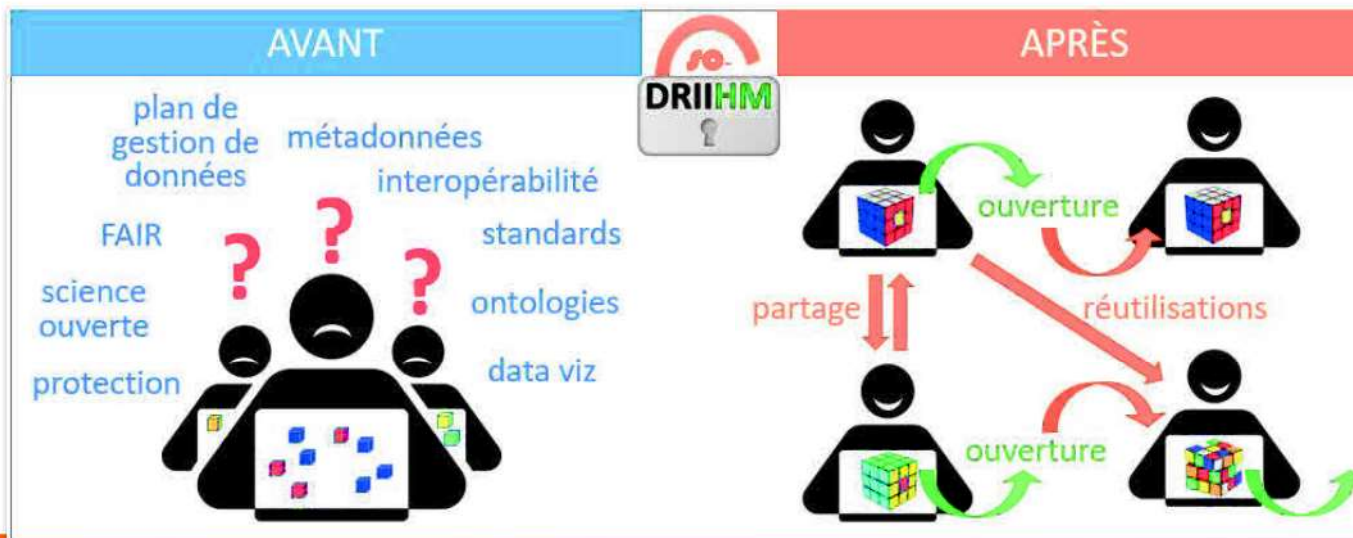 AVANT
so-
DRIIHM
APRÈS
plan de
gestion de
données
métadonnées
interopérabilité
FAIR
?
?
?
standards
science
ouverte
ontologies
protection
data viz
ouverture
partage
réutilisations
ouverture